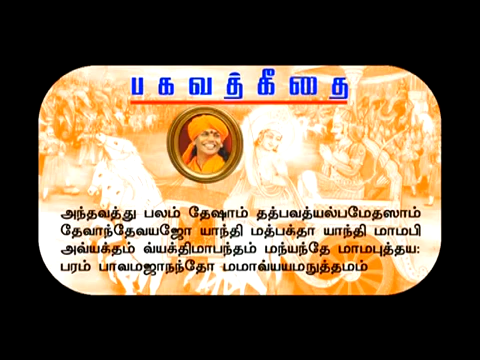 பகவத்கீதை
அந்தவத்து பலம் தேஷாம் தத்பவத்யல்பமேதஸாம்
தேவாந்தேவயஜோ யாந்தி மத்பக்தா யாந்தி மாமபி
அவ்யக்தம் வ்யக்திமாபந்தம் மந்யந்தே மாமபுத்தய:
பரம் பாவமஜாநந்தோ மமாவ்யயமநுத்தமம்